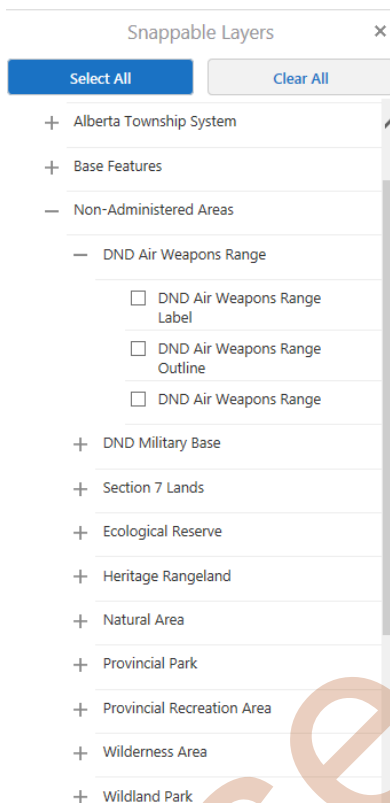 Snappable Layers
Select All
Clear All
Alberta Township System
Base Features
Non-Administered Areas
DND Air Weapons Range
DND Air Weapons Range
Label
DND Air Weapons Range
Outline
DND Air Weapons Range
DND Military Base
Section 7 Lands
Ecological Reserve
Heritage Rangeland
Natural Area
Provincial Park
Provincial Recreation Area
Wilderness Area
Wildland Park